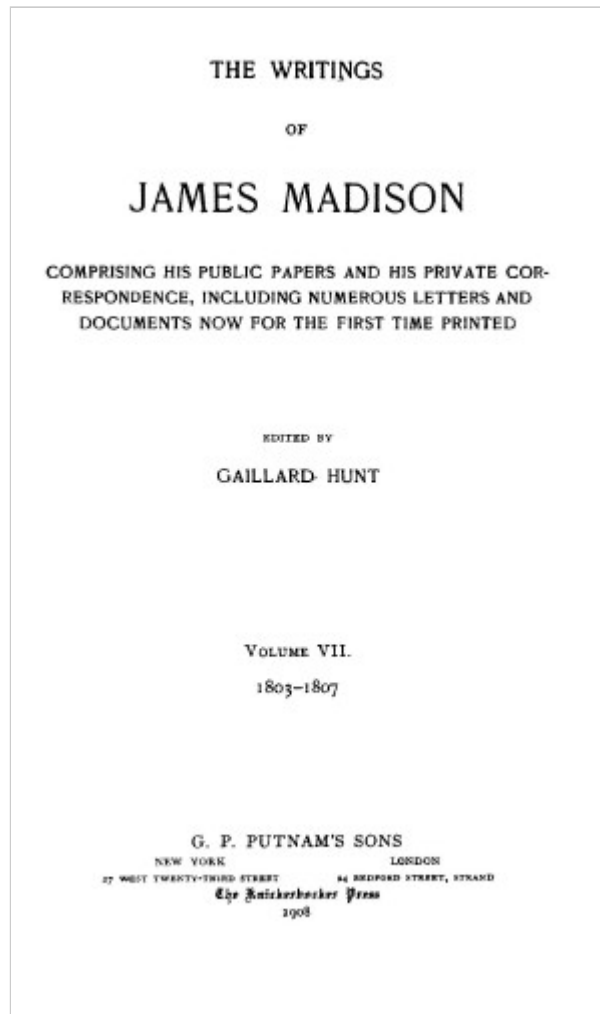 THE WRITINGS
OF
JAMES MADISON
COMPRISING HIS PUBLIC PAPERS AND HIS PRIVATE COR-
RESPONDENCE, INCLUDING NUMEROUS LETTERS AND
DOCUMENTS NOW FOR THE FIRST TIME PRINTED
EDITED BY
GAILLARD HUNT
VOLUME VII.
1803–1807
G. P. PUTNAM'S SONS
NEW YORK LONDON
27 WEST TWENTY-THIRD STREET 24 BEDFORD STREET, STRAND
The Knickerbocker Press
1908